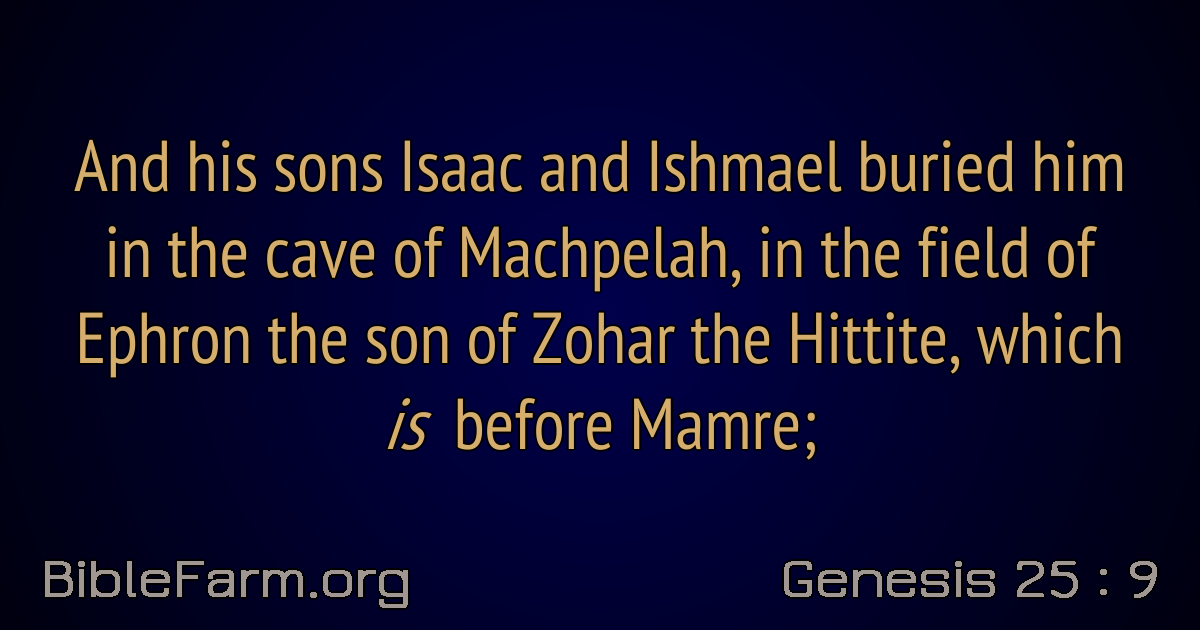 And his sons Isaac and Ishmael buried him
in the cave of Machpelah, in the field of
Ephron the son of Zohar the Hittite, which
is before Mamre;
BibleFarm.org
Genesis 25 : 9